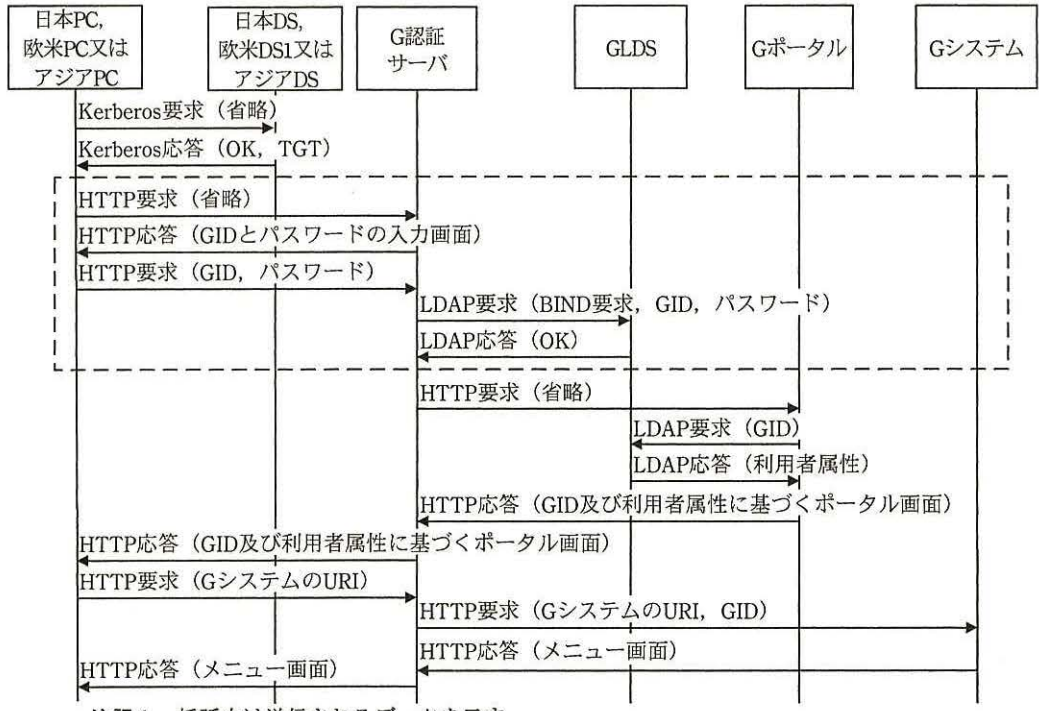 日本PC,
欧米PC又は
アジアPC
日本DS,
欧米DS1又は
アジアDS
G認証
サーバ
GLDS
Gポータル
Gシステム
Kerberos要求（省略）
Kerberos応答（OK，TGT）
HTTP要求（省略）
HTTP応答（GIDとパスワードの入力画面）
HTTP要求（GID，パスワード）
LDAP要求（BIND要求，GID，パスワード）
LDAP応答（OK）
HTTP要求（省略）
LDAP要求（GID）
LDAP応答（利用者属性）
HTTP応答（GID及び利用者属性に基づくポータル画面）
HTTP応答（GID及び利用者属性に基づくポータル画面）
HTTP要求（GシステムのURI）
HTTP要求（GシステムのURI，GID）
HTTP応答（メニュー画面）
HTTP応答（メニュー画面）